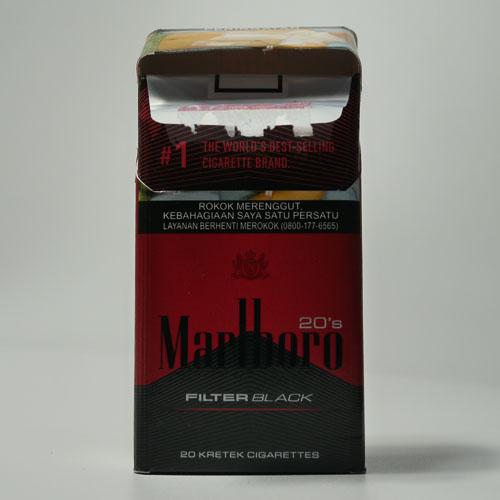 #1 THE WORLD'S BEST-SELLING
CIGARETTE BRAND.
ROKOK MERENGGUT,
KEBAHAGIAAN SAYA SATU PERSATU
LAYANAN BERHENTI MEROKOK (0800-177-6565)
20's
Marlboro
FILTER BLACK
20 KRETEK CIGARETTES